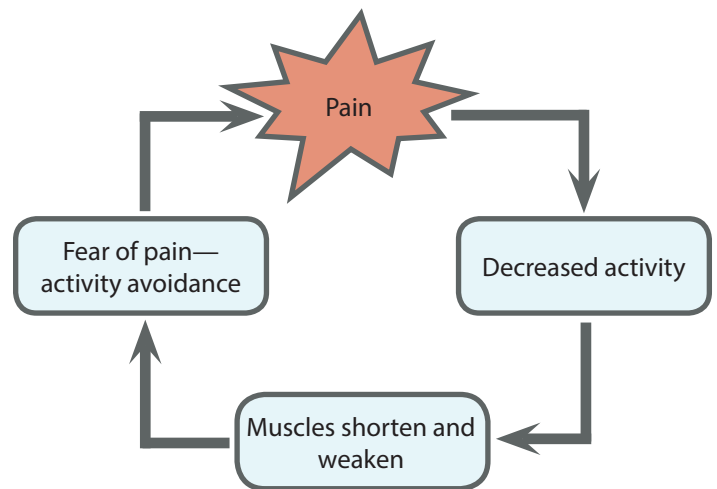 Pain
Decreased activity
Muscles shorten and
weaken
Fear of pain—
activity avoidance